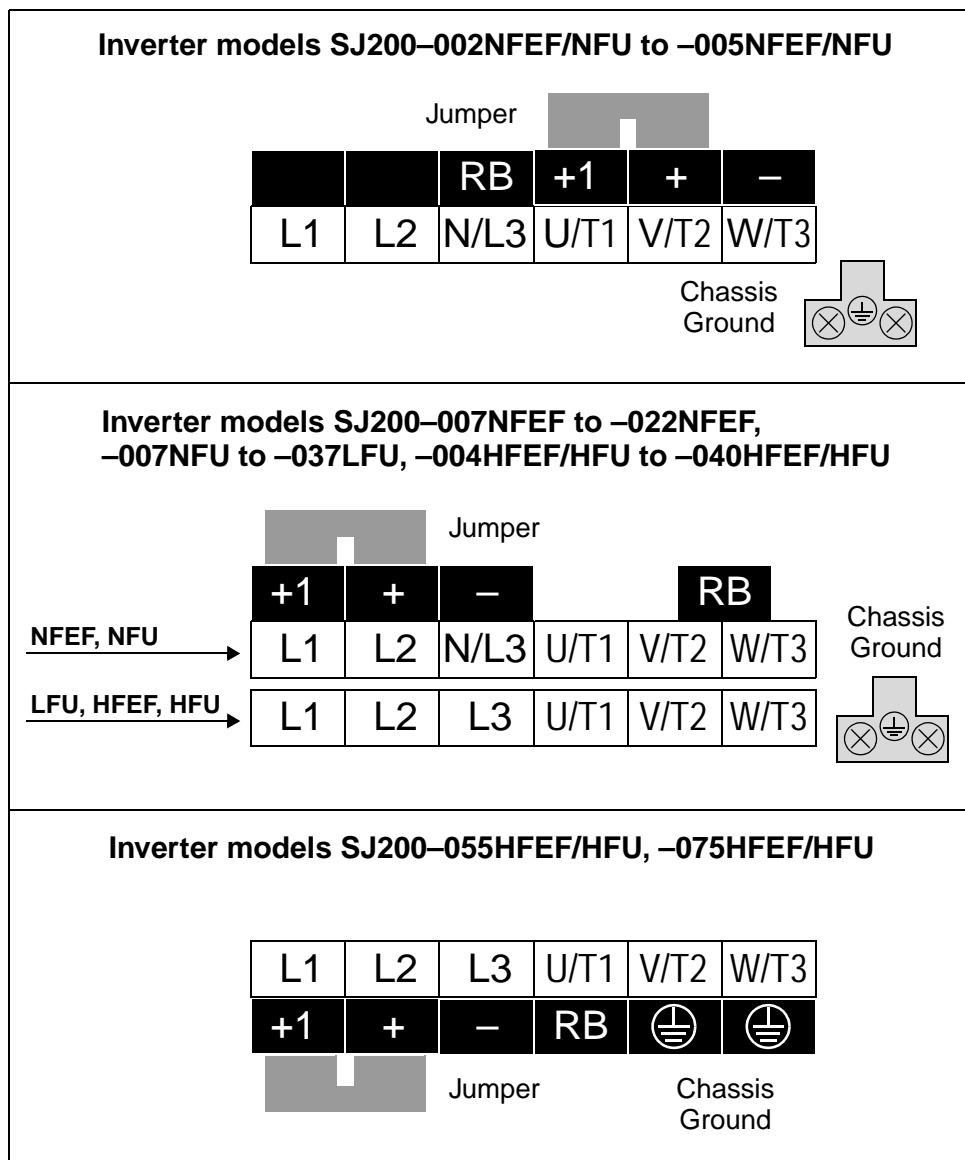 Inverter models SJ200–002NFEF/NFU to –005NFEF/NFU
Jumper
RB +1 + –
L1 L2 N/L3 U/T1 V/T2 W/T3
Chassis
Ground
Inverter models SJ200–007NFEF to –022NFEF,
–007NFU to –037LFU, –004HFEF/HFU to –040HFEF/HFU
Jumper
+1 + – RB
NFEF, NFU L1 L2 N/L3 U/T1 V/T2 W/T3
Chassis
Ground
LFU, HFEF, HFU L1 L2 L3 U/T1 V/T2 W/T3
Inverter models SJ200–055HFEF/HFU, –075HFEF/HFU
L1 L2 L3 U/T1 V/T2 W/T3
+1 + – RB
Jumper
Chassis
Ground